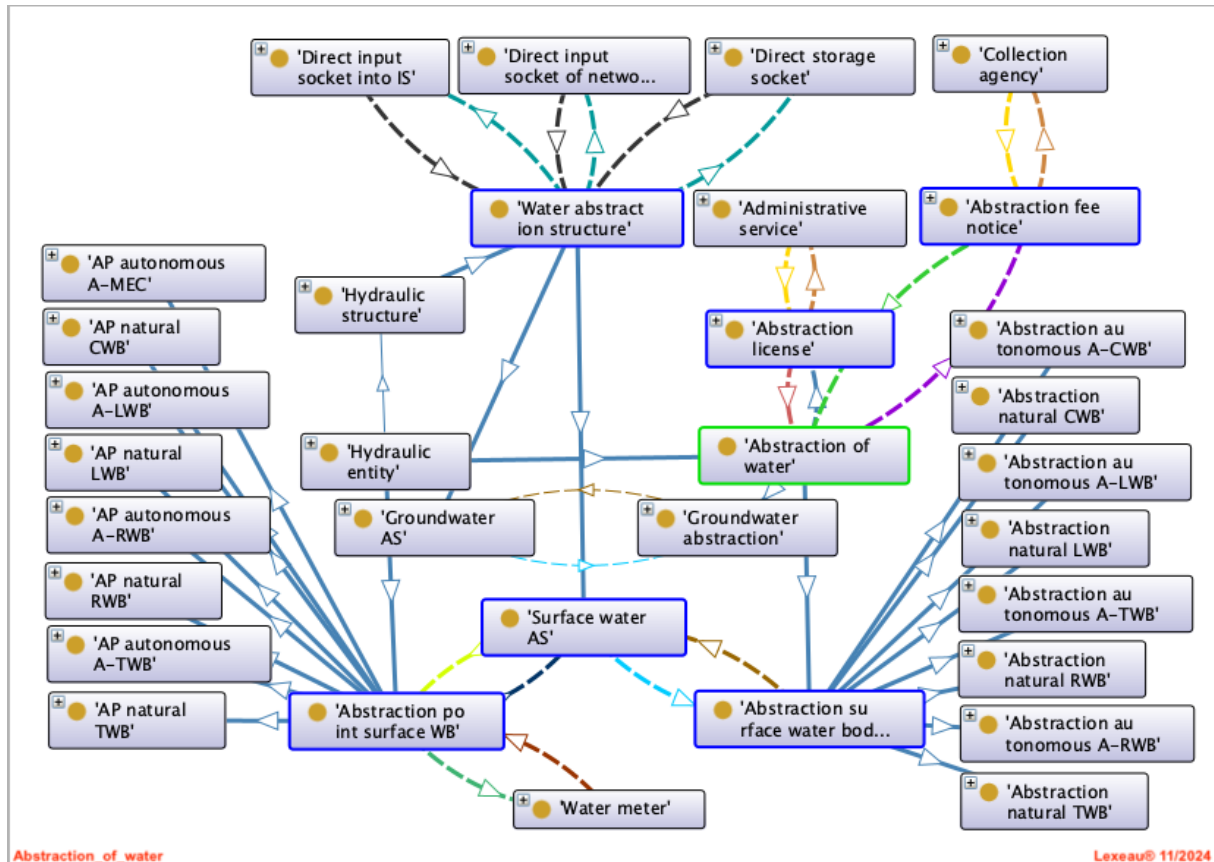 'Direct input
socket into IS'
'Direct input
socket of netwo...
'Direct storage
socket'
'Collection
agency'
'Water abstract
ion structure'
'Administrative
service'
'Abstraction fee
notice'
'AP autonomous
A-MEC'
'Hydraulic
structure'
'AP natural
CWB'
'Abstraction
license'
'Abstraction au
tonomous A-CWB'
'AP autonomous
A-LWB'
'Abstraction
natural CWB'
'AP natural
LWB'
'Hydraulic
entity'
'Abstraction of
water'
'Abstraction au
tonomous A-LWB'
'AP autonomous
A-RWB'
'Groundwater
AS'
'Groundwater
abstraction'
'Abstraction
natural LWB'
'AP natural
RWB'
'Abstraction au
tonomous A-TWB'
'Surface water
AS'
'AP autonomous
A-TWB'
'Abstraction
natural RWB'
'AP natural
TWB'
'Abstraction po
int surface WB'
'Abstraction su
rface water bod...
'Abstraction au
tonomous A-RWB'
'Water meter'
'Abstraction
natural TWB'
Abstraction_of_water
Lexeau® 11/2024